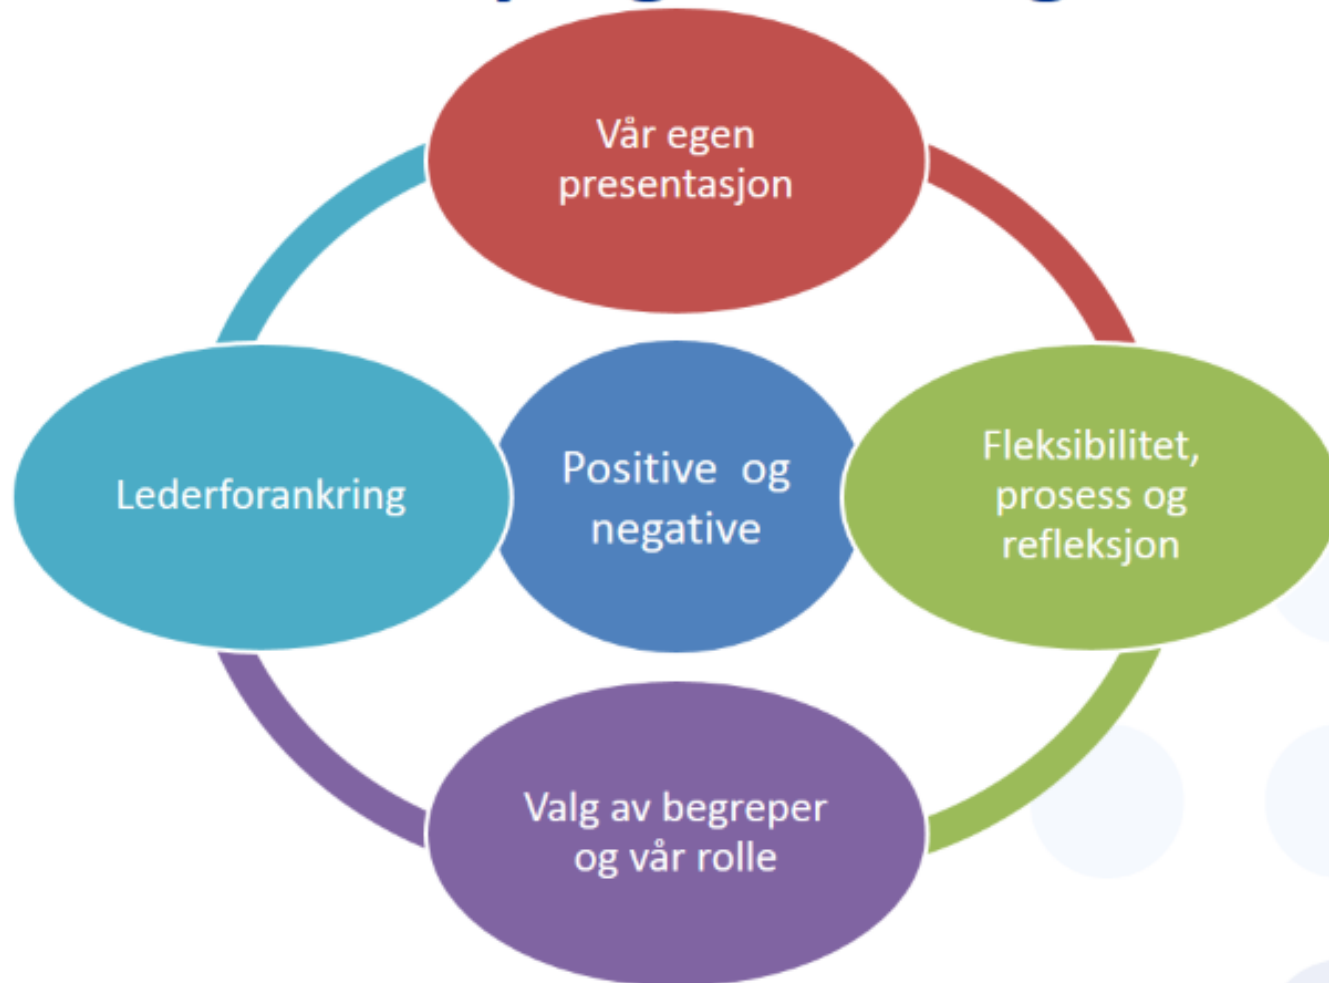 Vår egen
presentasjon
Lederforankring
Positive og
negative
Fleksibilitet,
prosess og
refleksjon
Valg av begreper
og vår rolle